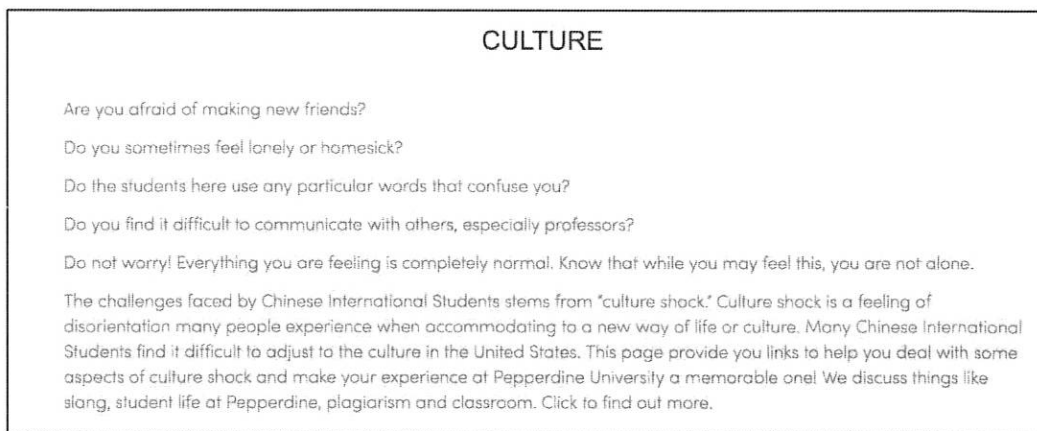 CULTURE
Are you afraid of making new friends?
Do you sometimes feel lonely or homesick?
Do the students here use any particular words that confuse you?
Do you find it difficult to communicate with others, especially professors?
Do not worry! Everything you are feeling is completely normal. Know that while you may feel this, you are not alone.
The challenges faced by Chinese International Students stems from "culture shock." Culture shock is a feeling of
disorientation many people experience when accommodating to a new way of life or culture. Many Chinese International
Students find it difficult to adjust to the culture in the United States. This page provide you links to help you deal with some
aspects of culture shock and make your experience at Pepperdine University a memorable one! We discuss things like
slang, student life at Pepperdine, plagiarism and classroom. Click to find out more.